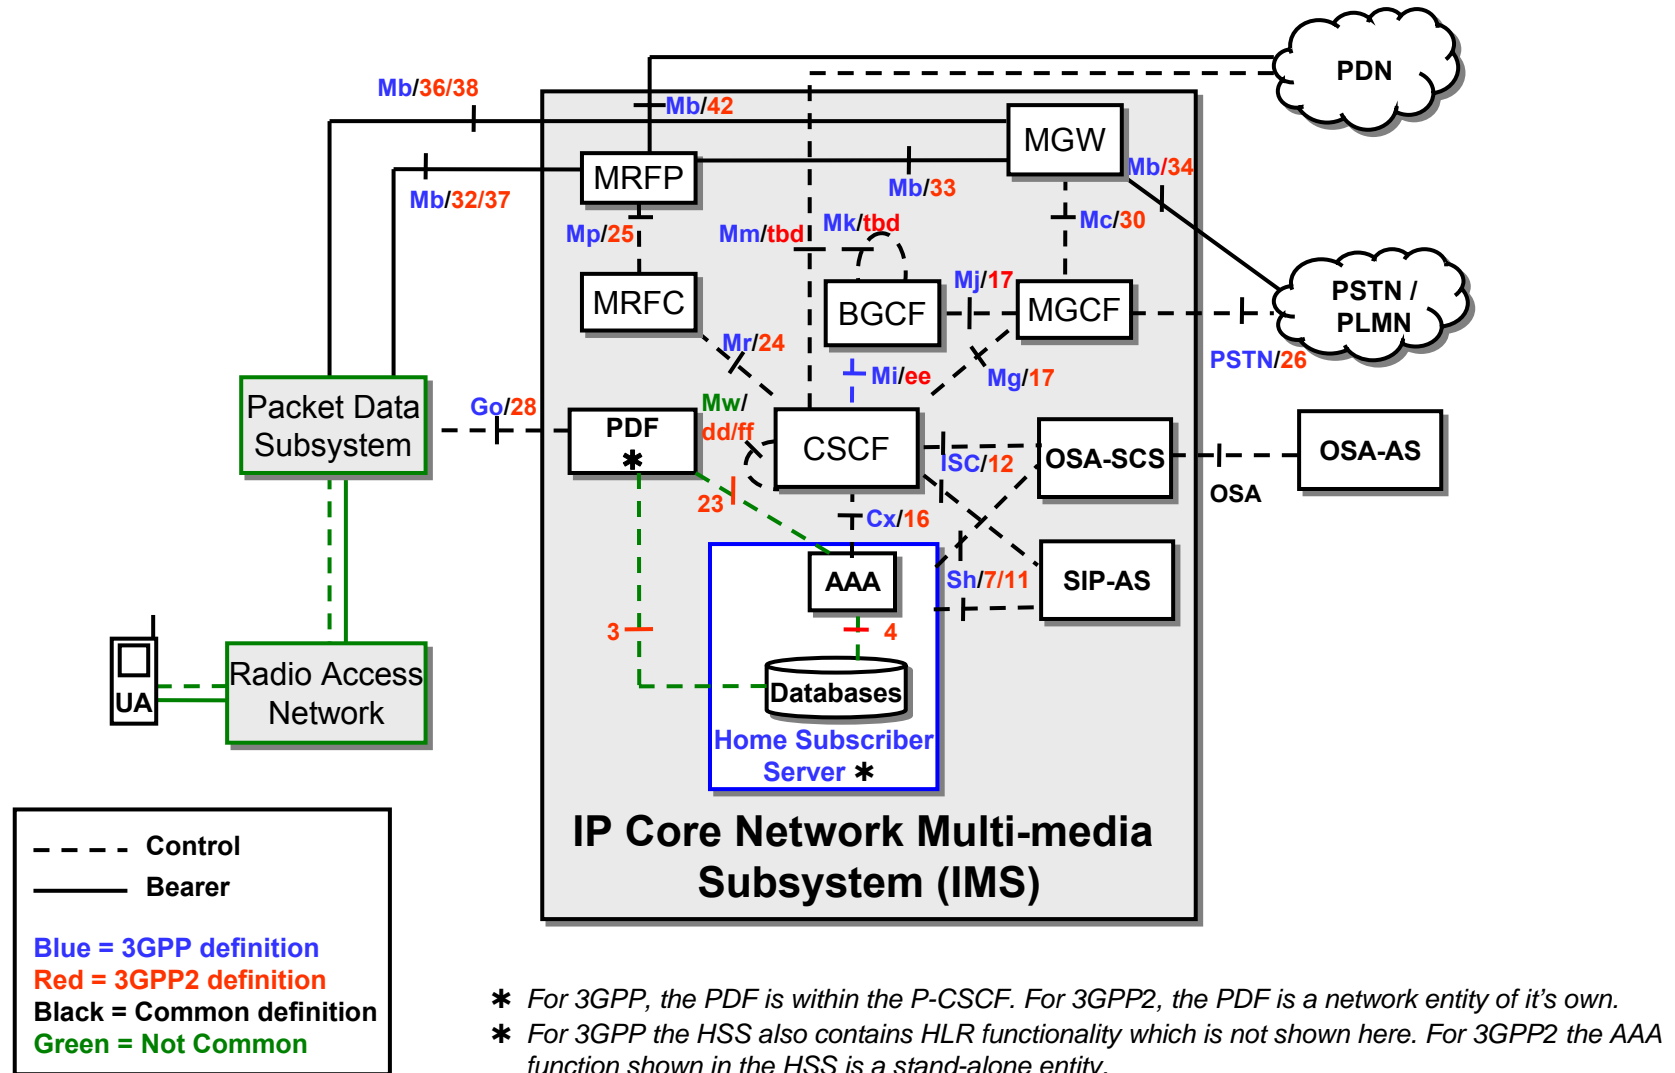 PDN
Mb/36/38
Mb/42
MGW
MRFP
Mb/34
Mb/33
Mb/32/37
Mp/25
Mm/tbd
Mk/tbd
Mc/30
MRFC
BGCF
Mj/17
MGCF
PSTN /
PLMN
Mr/24
PSTN/26
Mi/ee
Mg/17
Packet Data
Subsystem
Go/28
PDF
✱
Mw/
dd/ff
CSCF
ISC/12
OSA-SCS
OSA-AS
OSA
23
Cx/16
AAA
Sh/7/11
SIP-AS
3
4
Radio Access
Network
UA
Databases
Home Subscriber
Server ✱
IP Core Network Multi-media
Subsystem (IMS)
Control
Bearer
Blue = 3GPP definition
Red = 3GPP2 definition
Black = Common definition
Green = Not Common
✱ For 3GPP, the PDF is within the P-CSCF. For 3GPP2, the PDF is a network entity of it's own.
✱ For 3GPP the HSS also contains HLR functionality which is not shown here. For 3GPP2 the AAA
function shown in the HSS is a stand-alone entity.